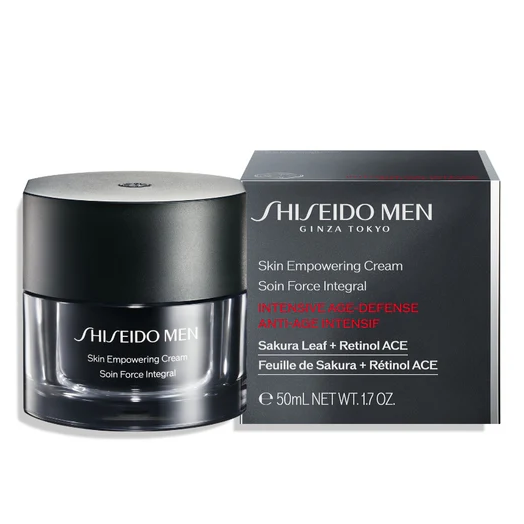 SHISEIDO MEN
Skin Empowering Cream
Soin Force Integral
SHISEIDO MEN
GINZA TOKYO
Skin Empowering Cream
Soin Force Integral
INTENSIVE AGE-DEFENSE
ANTI-AGE INTENSIF
Sakura Leaf + Retinol ACE
Feuille de Sakura + Rétinol ACE
℮ 50mL NET WT. 1.7 OZ.